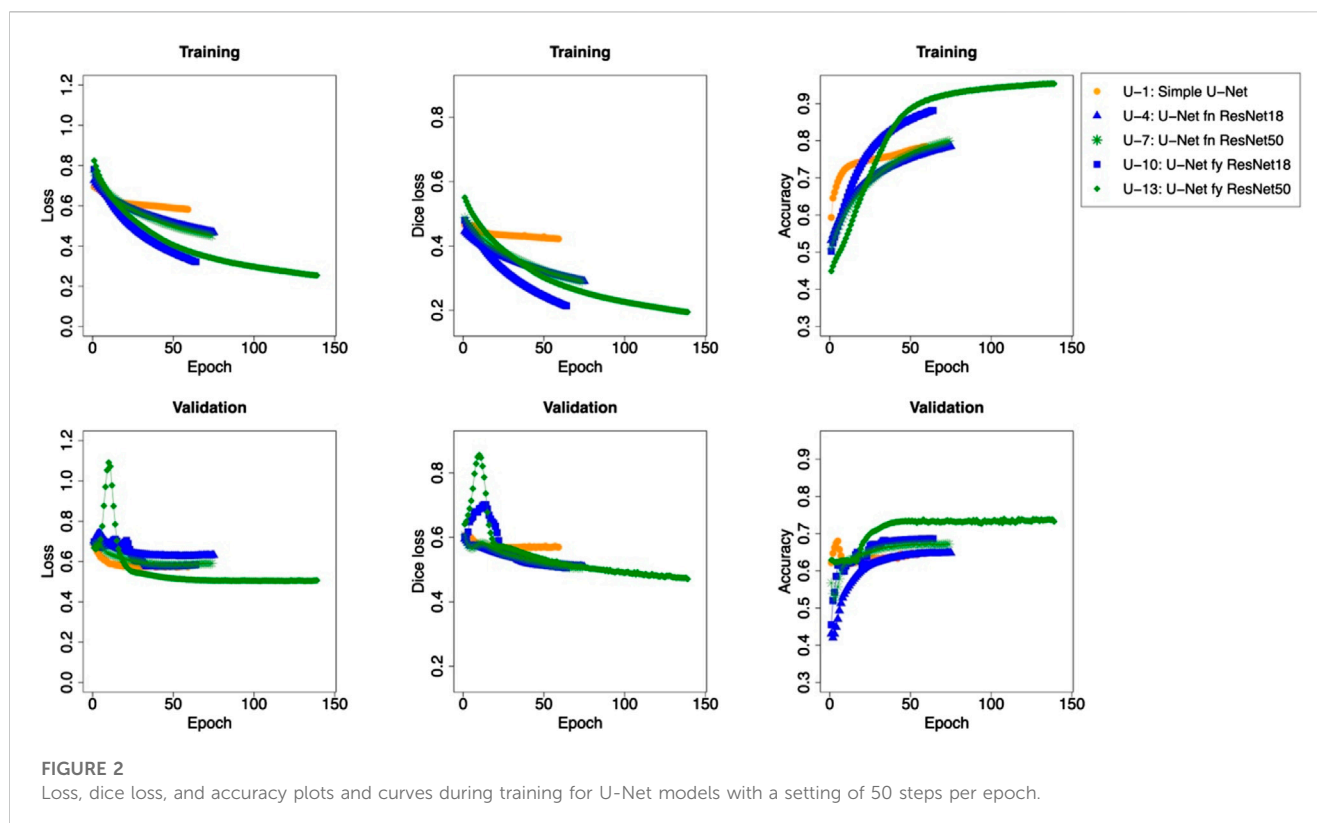 Training
Loss
0.0 0.2 0.4 0.6 0.8 1.0 1.2
0 50 100 150
Epoch
Training
Dice loss
0.2 0.4 0.6 0.8
0 50 100 150
Epoch
Training
Accuracy
0.3 0.4 0.5 0.6 0.7 0.8 0.9
0 50 100 150
Epoch
U-1: Simple U-Net
U-4: U-Net fn ResNet18
U-7: U-Net fn ResNet50
U-10: U-Net fy ResNet18
U-13: U-Net fy ResNet50
Validation
Loss
0.0 0.2 0.4 0.6 0.8 1.0 1.2
0 50 100 150
Epoch
Validation
Dice loss
0.2 0.4 0.6 0.8
0 50 100 150
Epoch
Validation
Accuracy
0.3 0.4 0.5 0.6 0.7 0.8 0.9
0 50 100 150
Epoch
FIGURE 2
Loss, dice loss, and accuracy plots and curves during training for U-Net models with a setting of 50 steps per epoch.